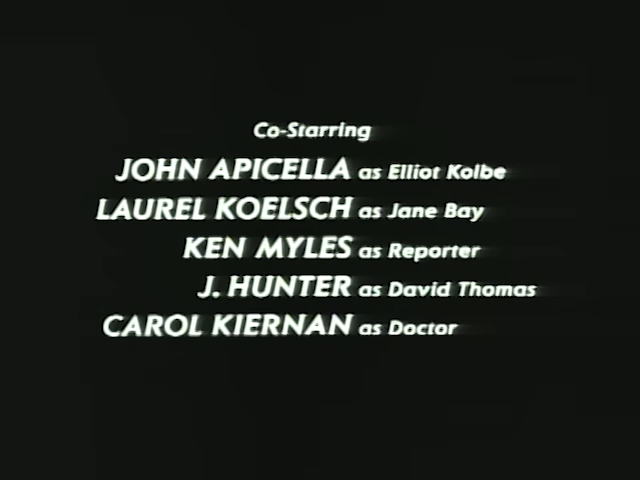 Co-Starring
JOHN APICELLA as Elliot Kolbe
LAUREL KOELSCH as Jane Bay
KEN MYLES as Reporter
J. HUNTER as David Thomas
CAROL KIERNAN as Doctor